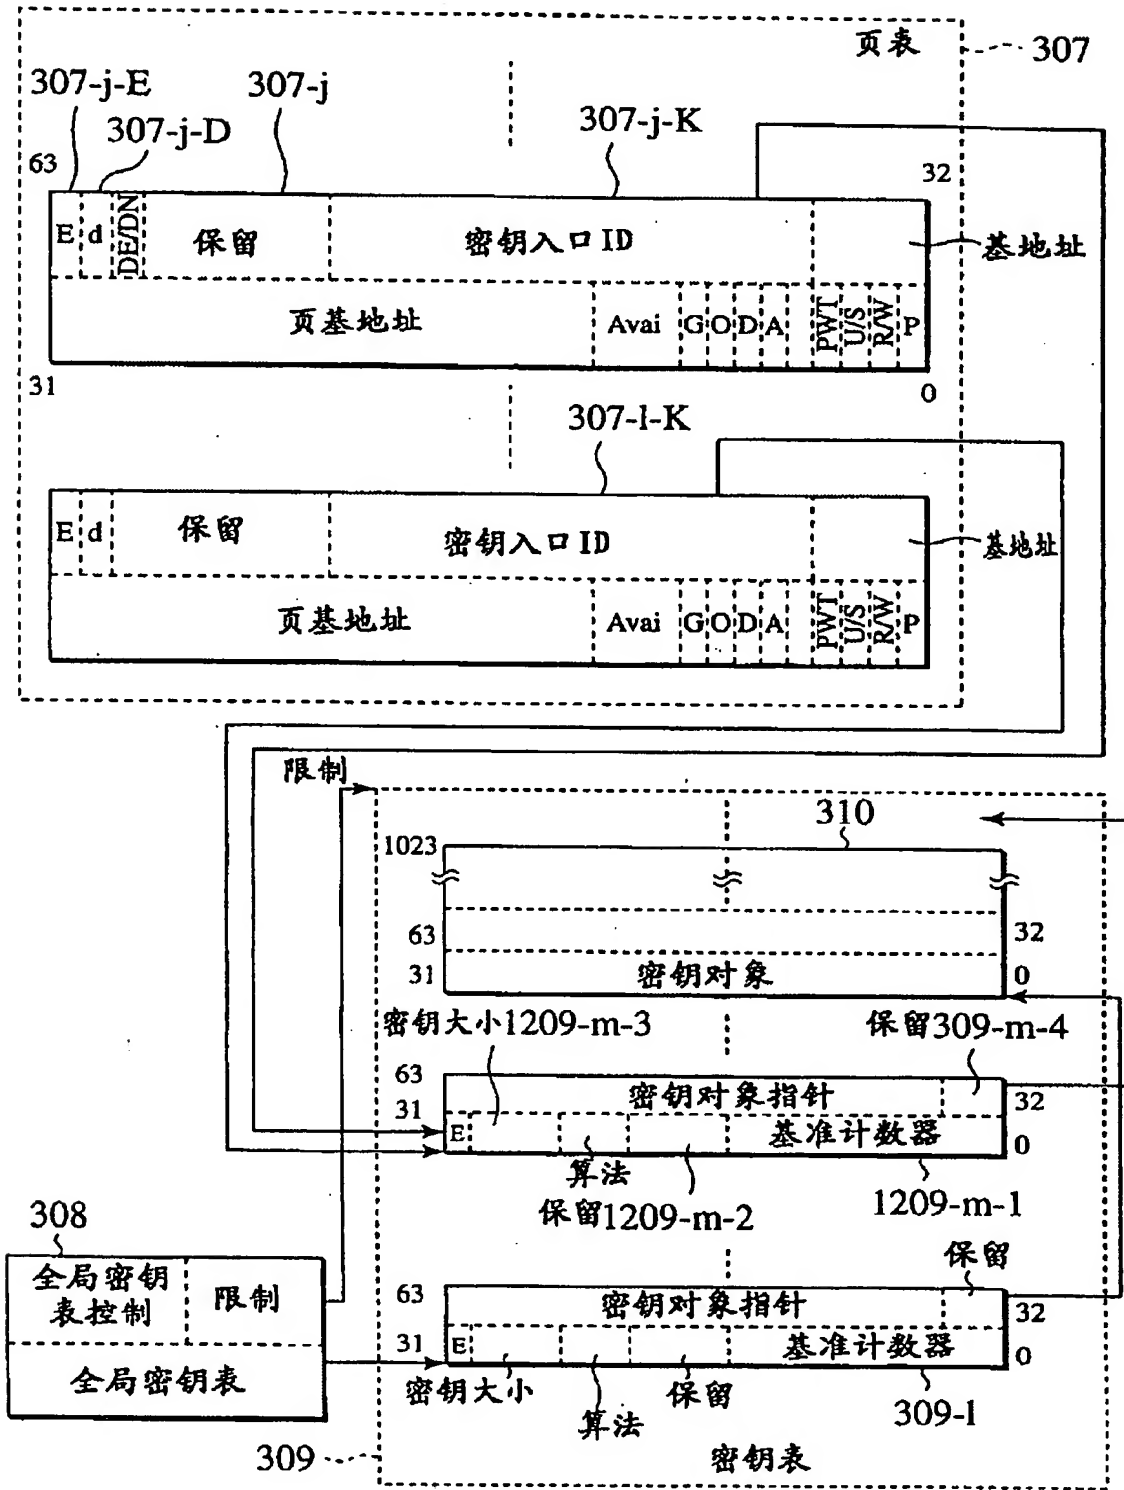 页表
307
307-j-E
307-j
307-j-D
307-j-K
63
32
E d DE/DN 保留 密钥入口ID
基地址
页基地址 Avai G O D A PWT U/S R/W P
31
0
307-l-K
E d 保留 密钥入口ID
基地址
页基地址 Avai G O D A PWT U/S R/W P
限制
310
1023
63
32
31 密钥对象 0
密钥大小1209-m-3
保留309-m-4
63 密钥对象指针 32
31 E 基准计数器 0
算法
保留1209-m-2
1209-m-1
308
保留
全局密钥
表控制
限制
全局密钥表
63 密钥对象指针 32
31 E 基准计数器 0
密钥大小
保留
算法
309-l
309
密钥表